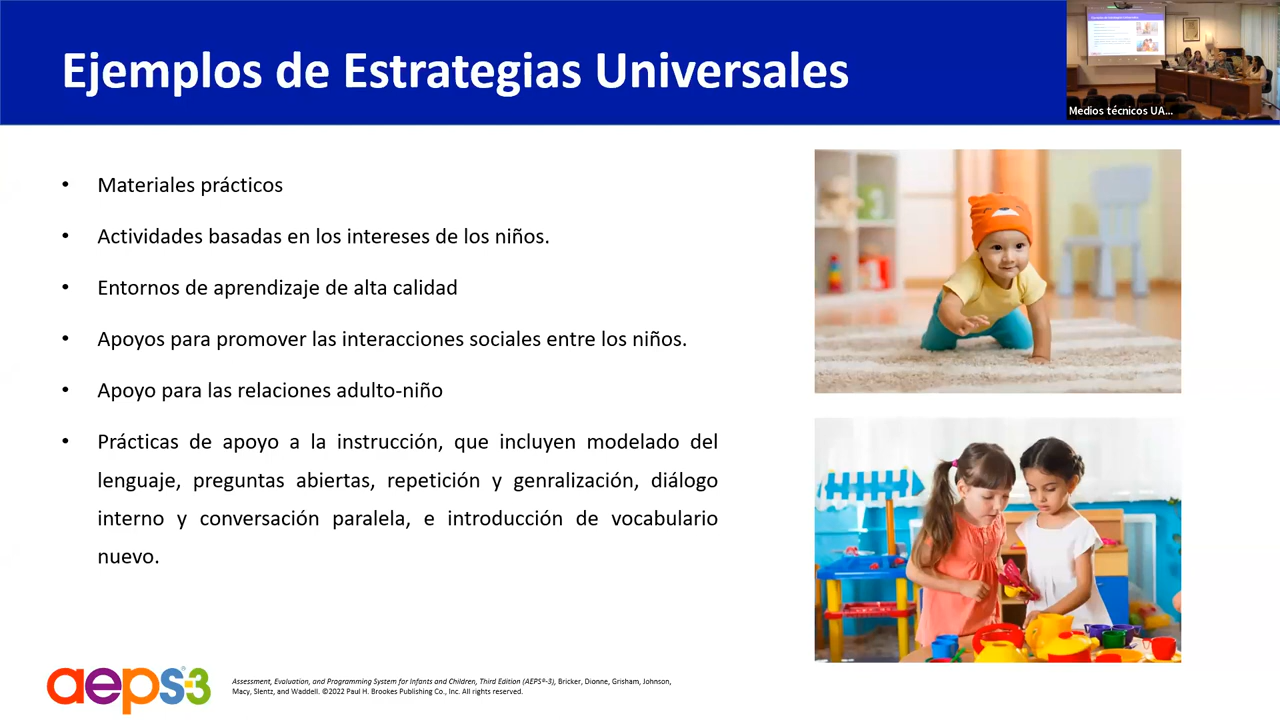 Ejemplos de Estrategias Universales
Medios técnicos UA...
• Materiales prácticos
• Actividades basadas en los intereses de los niños.
• Entornos de aprendizaje de alta calidad
• Apoyos para promover las interacciones sociales entre los niños.
• Apoyo para las relaciones adulto-niño
• Prácticas de apoyo a la instrucción, que incluyen modelado del
lenguaje, preguntas abiertas, repetición y genralización, diálogo
interno y conversación paralela, e introducción de vocabulario
nuevo.
aeps®-3
Assessment, Evaluation, and Programming System for Infants and Children, Third Edition (AEPS®-3), Bricker, Dionne, Grisham, Johnson,
Macy, Slentz, and Waddell. ©2022 Paul H. Brookes Publishing Co., Inc. All rights reserved.